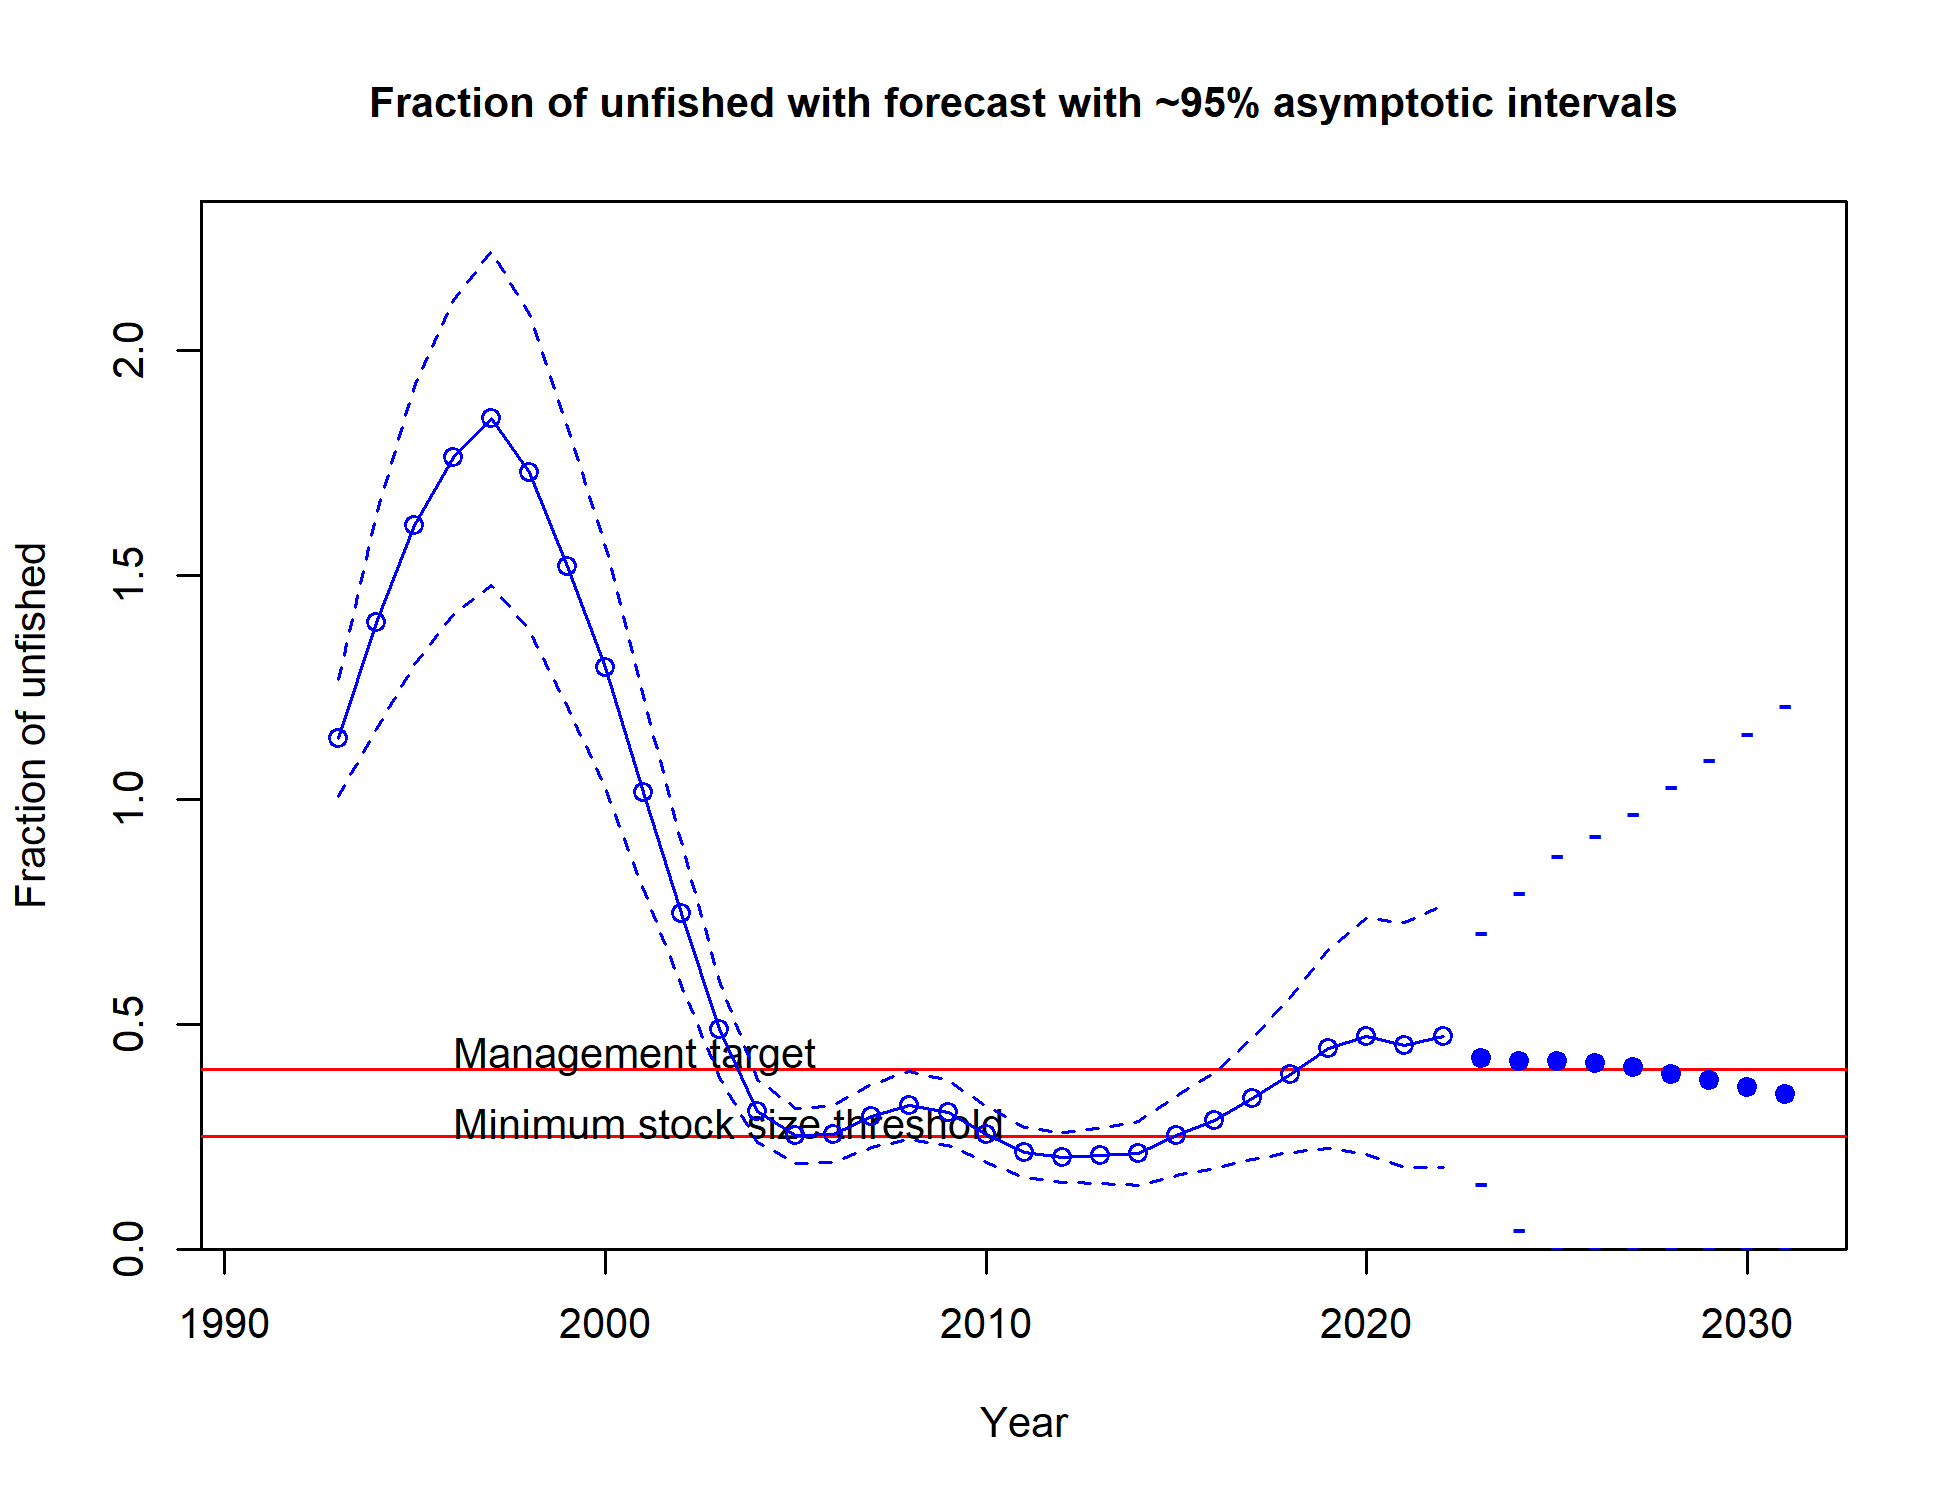 Fraction of unfished with forecast with ~95% asymptotic intervals
Fraction of unfished
2.0
1.5
1.0
0.5
0.0
Management target
Minimum stock size threshold
1990 2000 2010 2020 2030
Year